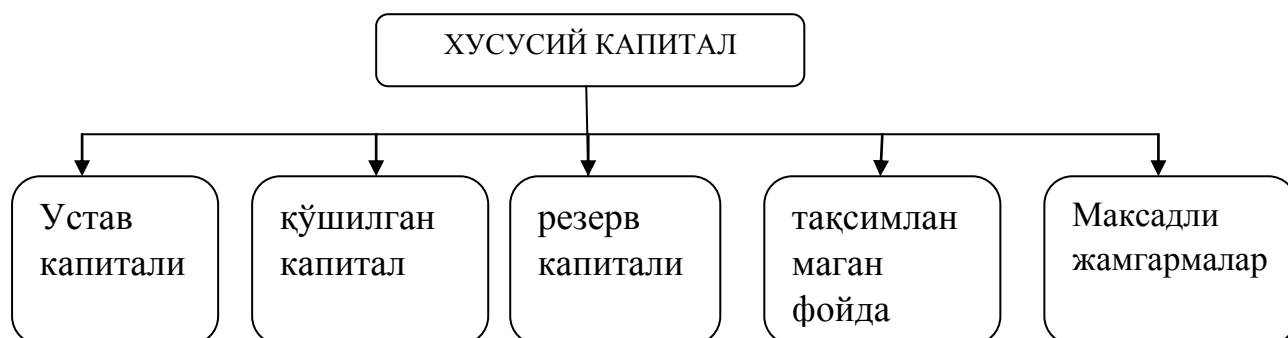 ХУСУСИЙ КАПИТАЛ
Устав
капитали
қўшилган
капитал
резерв
капитали
тақсимлан
маган
фойда
Максадли
жамгармалар